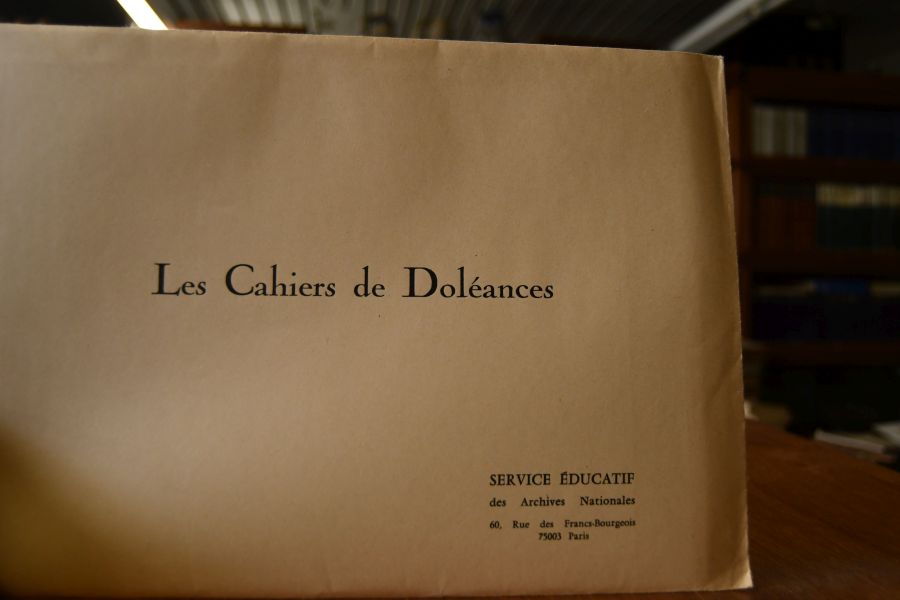 Les Cahiers de Doléances
SERVICE ÉDUCATIF
des Archives Nationales
60, Rue des Francs-Bourgeois
75003 Paris